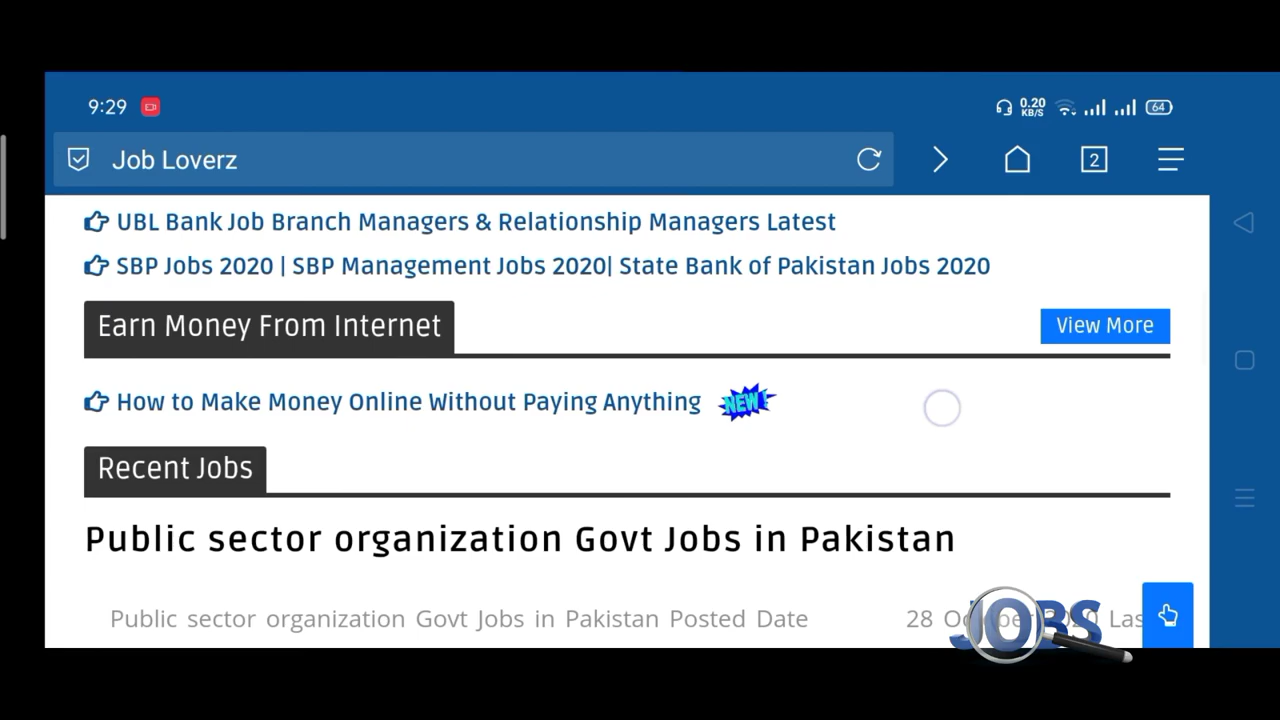 9:29
0.20
KB/S
64
Job Loverz
2
UBL Bank Job Branch Managers & Relationship Managers Latest
SBP Jobs 2020 | SBP Management Jobs 2020| State Bank of Pakistan Jobs 2020
Earn Money From Internet
View More
How to Make Money Online Without Paying Anything
NEW!
Recent Jobs
Public sector organization Govt Jobs in Pakistan
Public sector organization Govt Jobs in Pakistan Posted Date
28
JOBS